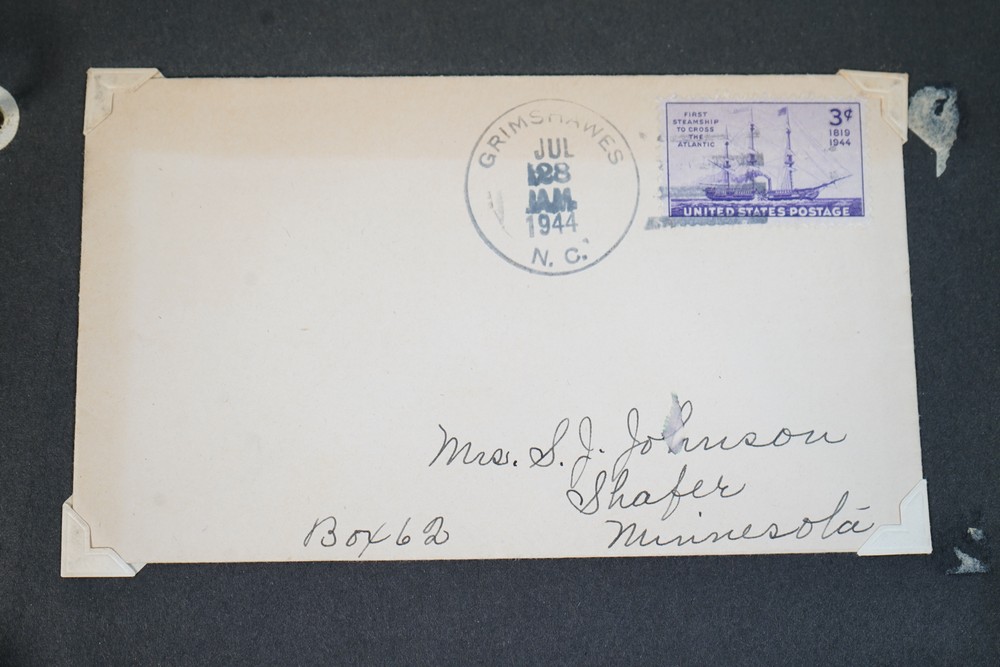 GRIMSHAWES
JUL
28
AM
1944
N. C.
FIRST
STEAMSHIP
TO CROSS
THE
ATLANTIC
3¢
1819
1944
UNITED STATES POSTAGE
Mrs. S. J. Johnson
Shafer
Minnesota
Box 62